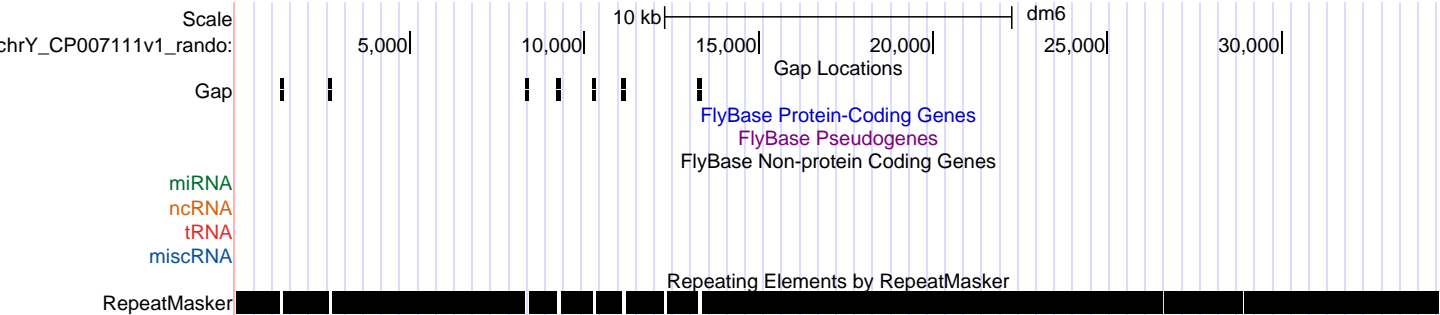 Scale 10 kb dm6
chrY_CP007111v1_rando: 5,000 10,000 15,000 20,000 25,000 30,000
Gap Locations
Gap
FlyBase Protein-Coding Genes
FlyBase Pseudogenes
FlyBase Non-protein Coding Genes
miRNA
ncRNA
tRNA
miscRNA
Repeating Elements by RepeatMasker
RepeatMasker